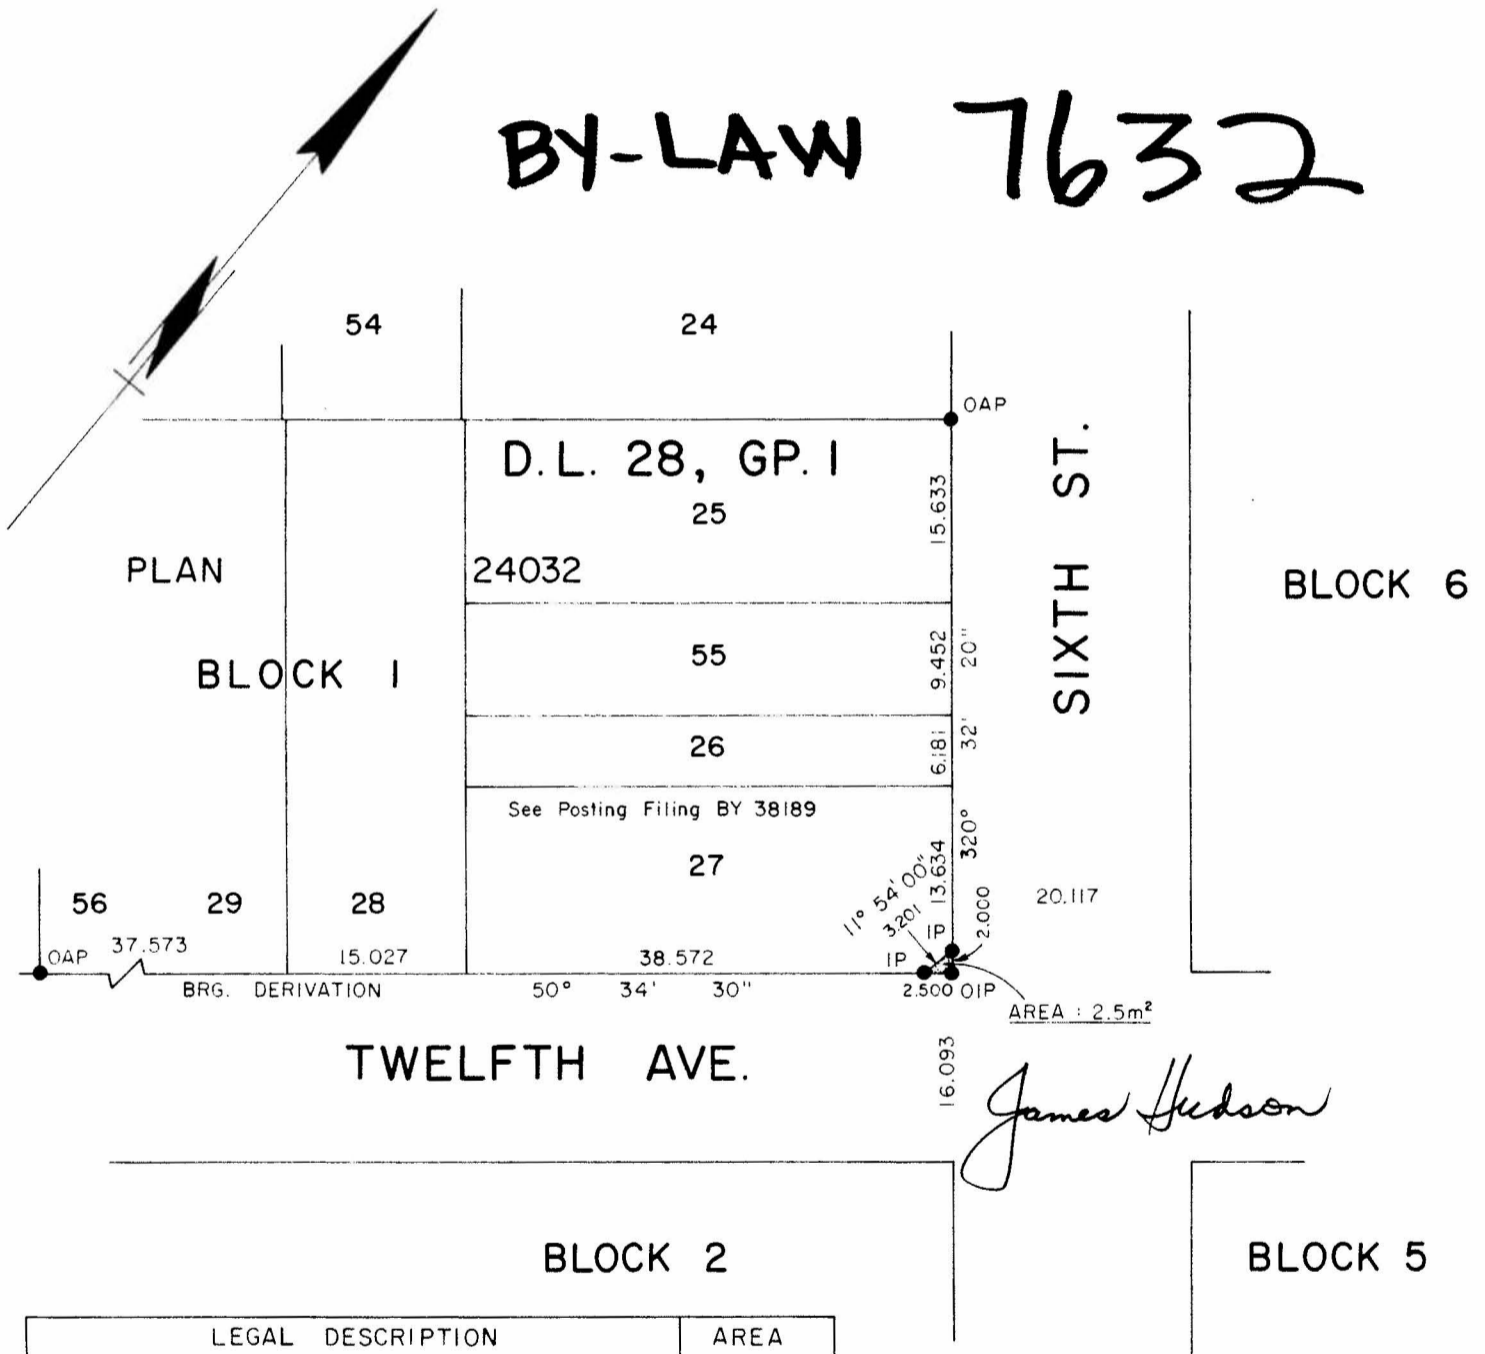 BY-LAW 7632
54
24
OAP
D.L. 28, GP. 1
25
15.633
SIXTH ST.
PLAN
24032
BLOCK 6
55
9.452
20"
BLOCK 1
26
6.181
32'
See Posting Filing BY 38189
27
13.634
320°
11° 54' 00"
3.201
2.000
20.117
56
29
28
IP
OAP
37.573
15.027
38.572
IP
BRG. DERIVATION
50° 34' 30"
2.500
OIP
AREA : 2.5m²
TWELFTH AVE.
16.093
James Hudson
BLOCK 2
BLOCK 5
LEGAL DESCRIPTION
AREA